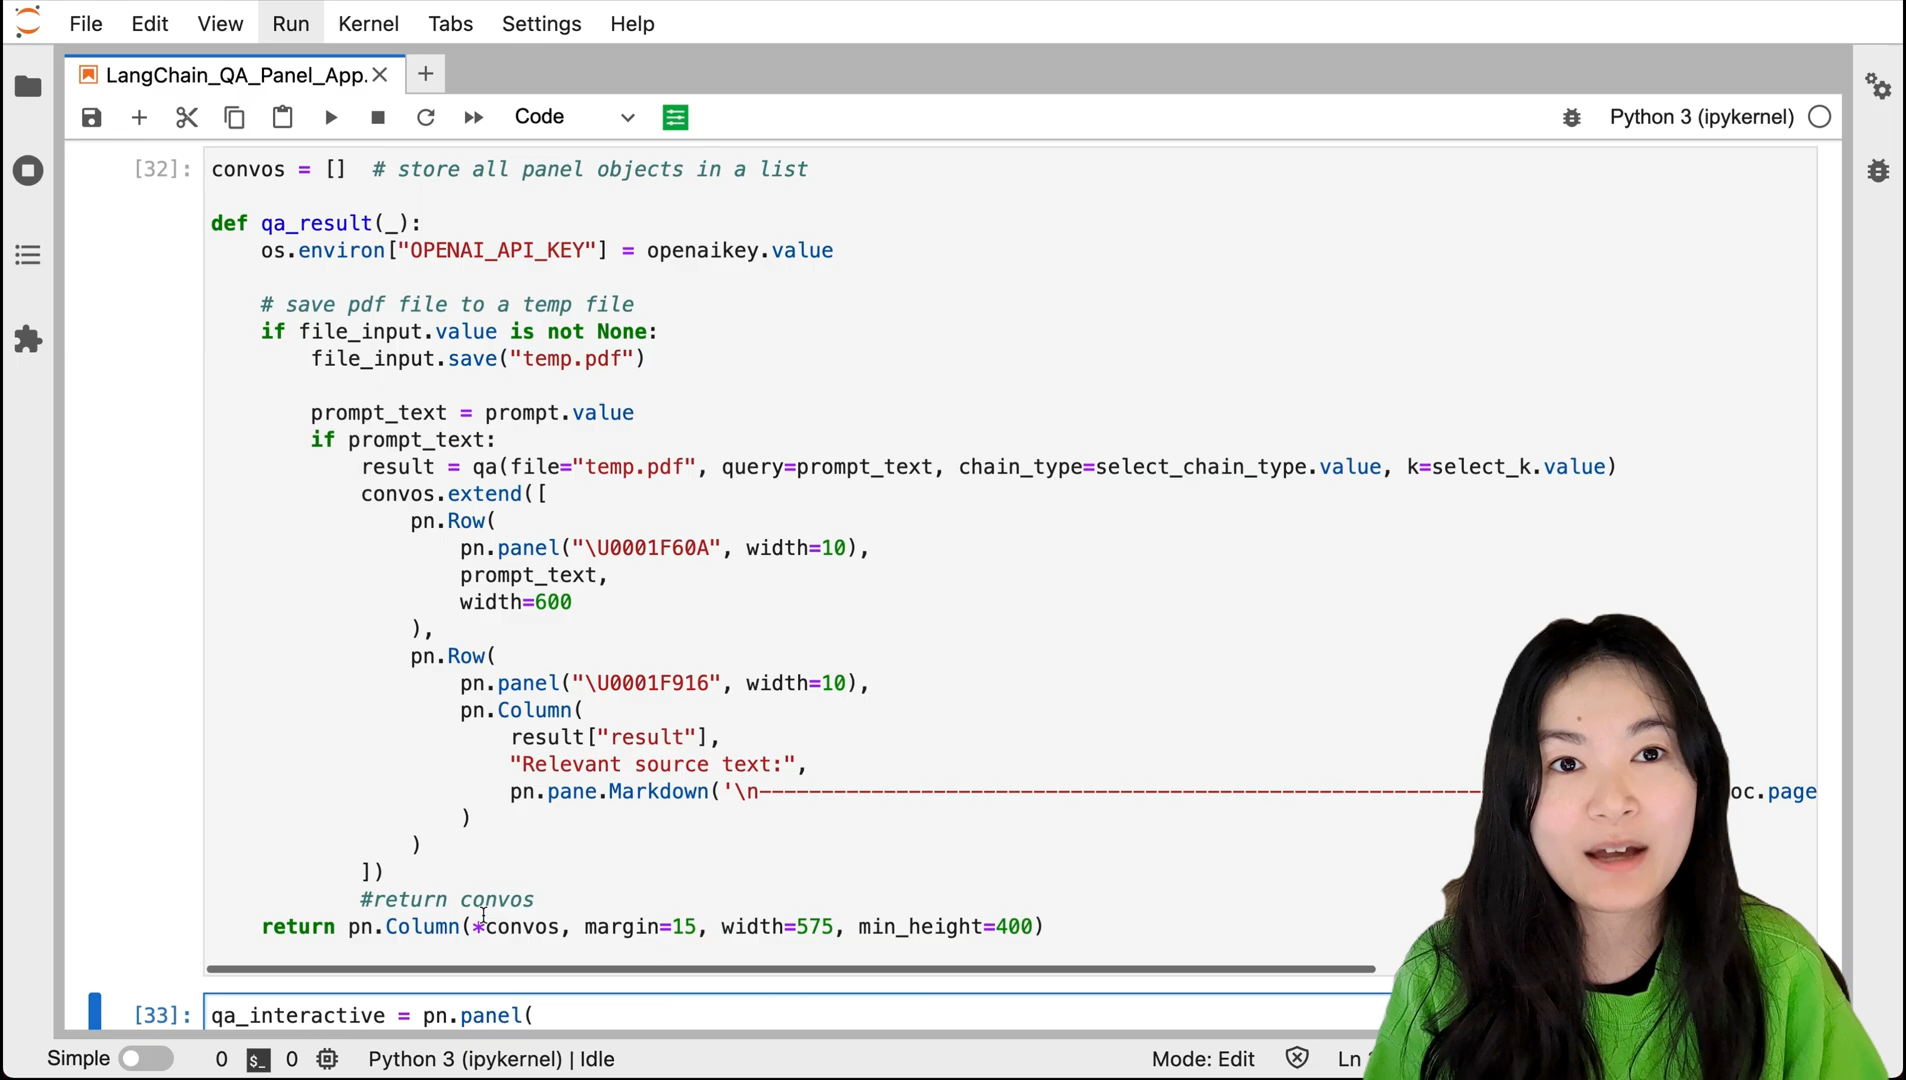 File Edit View Run Kernel Tabs Settings Help
LangChain_QA_Panel_App.
Code
Python 3 (ipykernel)
[32]: convos = []  # store all panel objects in a list
def qa_result(_):
    os.environ["OPENAI_API_KEY"] = openaikey.value
    # save pdf file to a temp file
    if file_input.value is not None:
        file_input.save("temp.pdf")
        prompt_text = prompt.value
        if prompt_text:
            result = qa(file="temp.pdf", query=prompt_text, chain_type=select_chain_type.value, k=select_k.value)
            convos.extend([
                pn.Row(
                    pn.panel("\U0001F60A", width=10),
                    prompt_text,
                    width=600
                ),
                pn.Row(
                    pn.panel("\U0001F916", width=10),
                    pn.Column(
                        result["result"],
                        "Relevant source text:",
                        pn.pane.Markdown('\n---------------------------------------------------------- oc.page
                    )
                )
            ])
            #return convos
    return pn.Column(*convos, margin=15, width=575, min_height=400)
[33]: qa_interactive = pn.panel(
Simple 0 $_ 0 Python 3 (ipykernel) | Idle Mode: Edit Ln